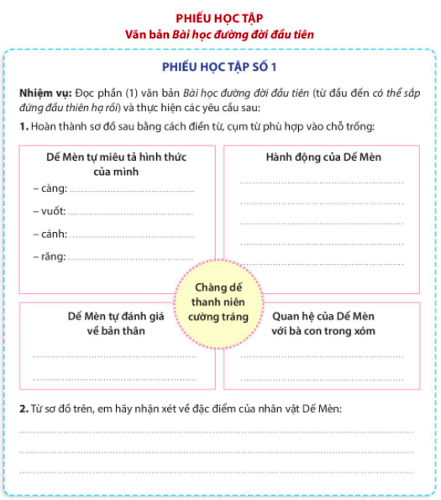 PHIẾU HỌC TẬP
Văn bản Bài học đường đời đầu tiên
PHIẾU HỌC TẬP SỐ 1
Nhiệm vụ: Đọc phần (1) văn bản Bài học đường đời đầu tiên (từ đầu đến có thể sắp
đứng đầu thiên hạ rồi) và thực hiện các yêu cầu sau:
1. Hoàn thành sơ đồ sau bằng cách điền từ, cụm từ phù hợp vào chỗ trống:
Dế Mèn tự miêu tả hình thức
của mình
– càng:
– vuốt:
– cánh:
– răng:
Hành động của Dế Mèn
Chàng dế
thanh niên
cường tráng
Dế Mèn tự đánh giá
về bản thân
Quan hệ của Dế Mèn
với bà con trong xóm
2. Từ sơ đồ trên, em hãy nhận xét về đặc điểm của nhân vật Dế Mèn: